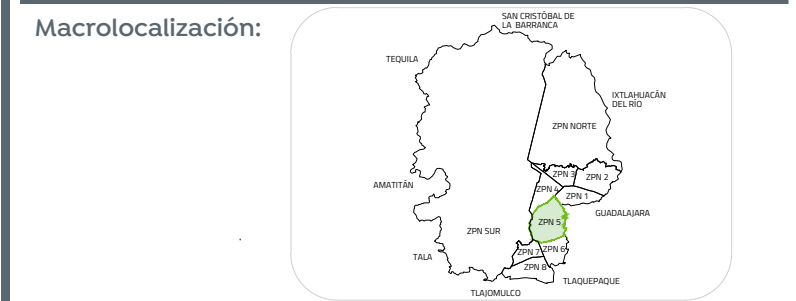 Macrolocalización:
SAN CRISTÓBAL DE
LA BARRANCA
TEQUILA
IXTLAHUACÁN
DEL RÍO
ZPN NORTE
ZPN 3
ZPN 2
AMATITÁN
ZPN 4
ZPN 1
GUADALAJARA
ZPN 5
ZPN SUR
ZPN 7
ZPN 6
TALA
ZPN 8
TLAQUEPAQUE
TLAJOMULCO